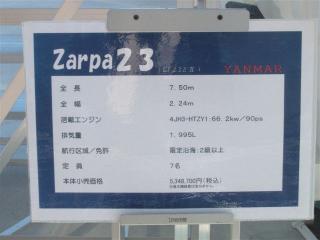 Zarpa23
YANMAR
全 長 7.50m
全 幅 2.24m
搭載エンジン 4JH3-HTZY1:66.2kw/90ps
排気量 1.995L
航行区域/免許 限定沿海:2級以上
定 員 7名
本体小売価格 5,348,700円(税込)